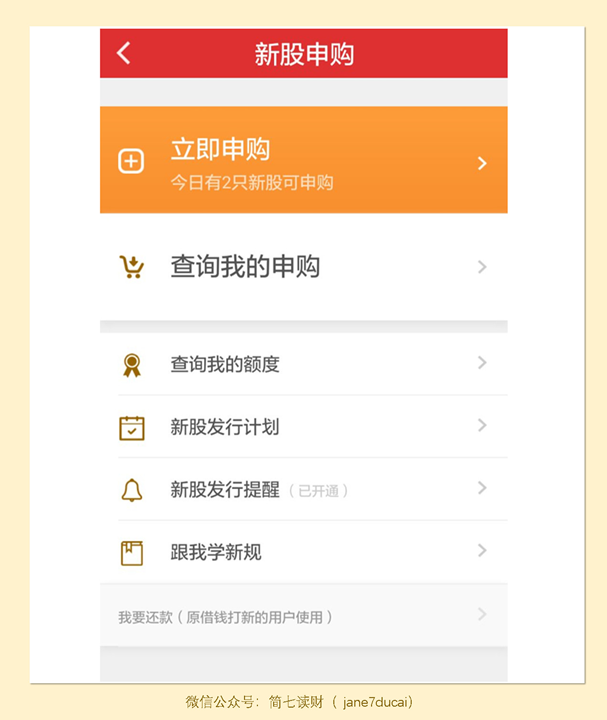 新股申购
立即申购
今日有2只新股可申购
查询我的申购
查询我的额度
新股发行计划
新股发行提醒（已开通）
跟我学新规
我要还款（原借钱打新的用户使用）
微信公众号：简七读财（ jane7ducai）